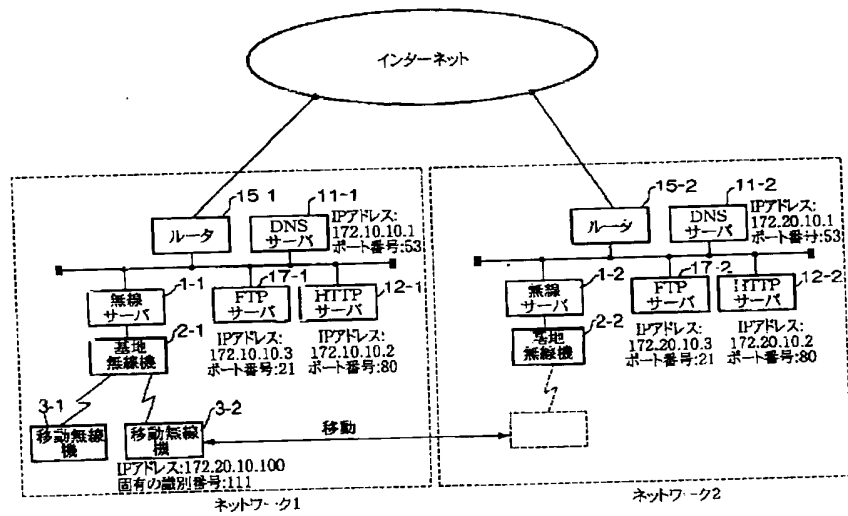 インターネット
15-1
11-1
ルータ
DNS
サーバ
IPアドレス:
172.10.10.1
ポート番号:53
1-1
17-1
12-1
無線
サーバ
FTP
サーバ
HTTP
サーバ
2-1
基地
無線機
IPアドレス:
172.10.10.3
ポート番号:21
IPアドレス:
172.10.10.2
ポート番号:80
3-1
3-2
移動無線
機
移動無線
機
IPアドレス:172.20.10.100
固有の識別番号:111
ネットワーク1
移動
15-2
11-2
ルータ
DNS
サーバ
IPアドレス:
172.20.10.1
ポート番号:53
1-2
17-2
12-2
無線
サーバ
FTP
サーバ
HTTP
サーバ
2-2
基地
無線機
IPアドレス:
172.20.10.3
ポート番号:21
IPアドレス:
172.20.10.2
ポート番号:80
ネットワーク2